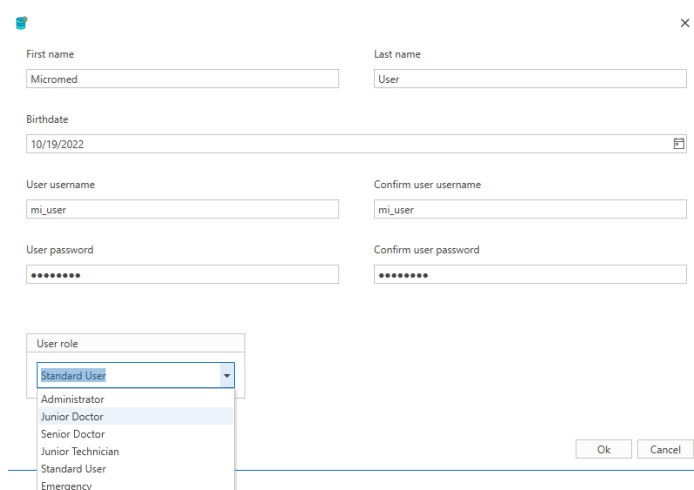 First name
Last name
Micromed
User
Birthdate
10/19/2022
User username
Confirm user username
mi_user
mi_user
User password
Confirm user password
●●●●●●●●
●●●●●●●●
User role
Standard User
Administrator
Junior Doctor
Senior Doctor
Junior Technician
Standard User
Emergency
Ok
Cancel